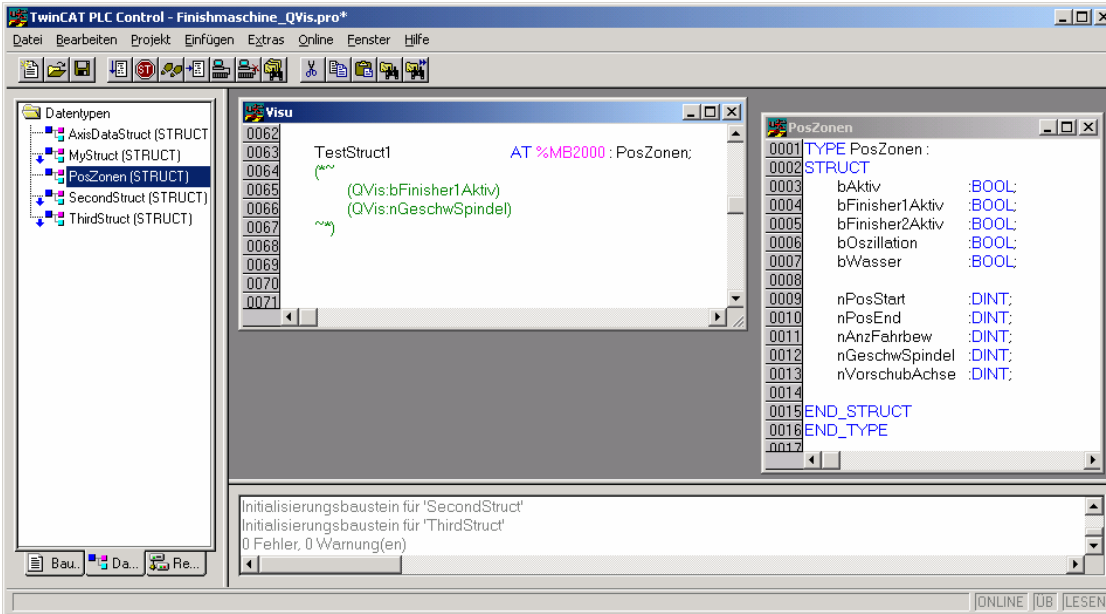 TwinCAT PLC Control - Finishmaschine_QVis.pro*
Datei Bearbeiten Projekt Einfügen Extras Online Fenster Hilfe
Datentypen
AxisDataStruct (STRUCT
MyStruct (STRUCT)
PosZonen (STRUCT)
SecondStruct (STRUCT)
ThirdStruct (STRUCT)
Bau.. Da... Re...
Visu
0062
0063 TestStruct1 AT %MB2000 : PosZonen;
0064 (*~
0065 (QVis:bFinisher1Aktiv)
0066 (QVis:nGeschwSpindel)
0067 ~*)
0068
0069
0070
0071
PosZonen
0001 TYPE PosZonen :
0002 STRUCT
0003 bAktiv :BOOL;
0004 bFinisher1Aktiv :BOOL;
0005 bFinisher2Aktiv :BOOL;
0006 bOszillation :BOOL;
0007 bWasser :BOOL;
0008
0009 nPosStart :DINT;
0010 nPosEnd :DINT;
0011 nAnzFahrbew :DINT;
0012 nGeschwSpindel :DINT;
0013 nVorschubAchse :DINT;
0014
0015 END_STRUCT
0016 END_TYPE
0017
Initialisierungsbaustein für 'SecondStruct'
Initialisierungsbaustein für 'ThirdStruct'
0 Fehler, 0 Warnung(en)
ONLINE ÜB LESEN